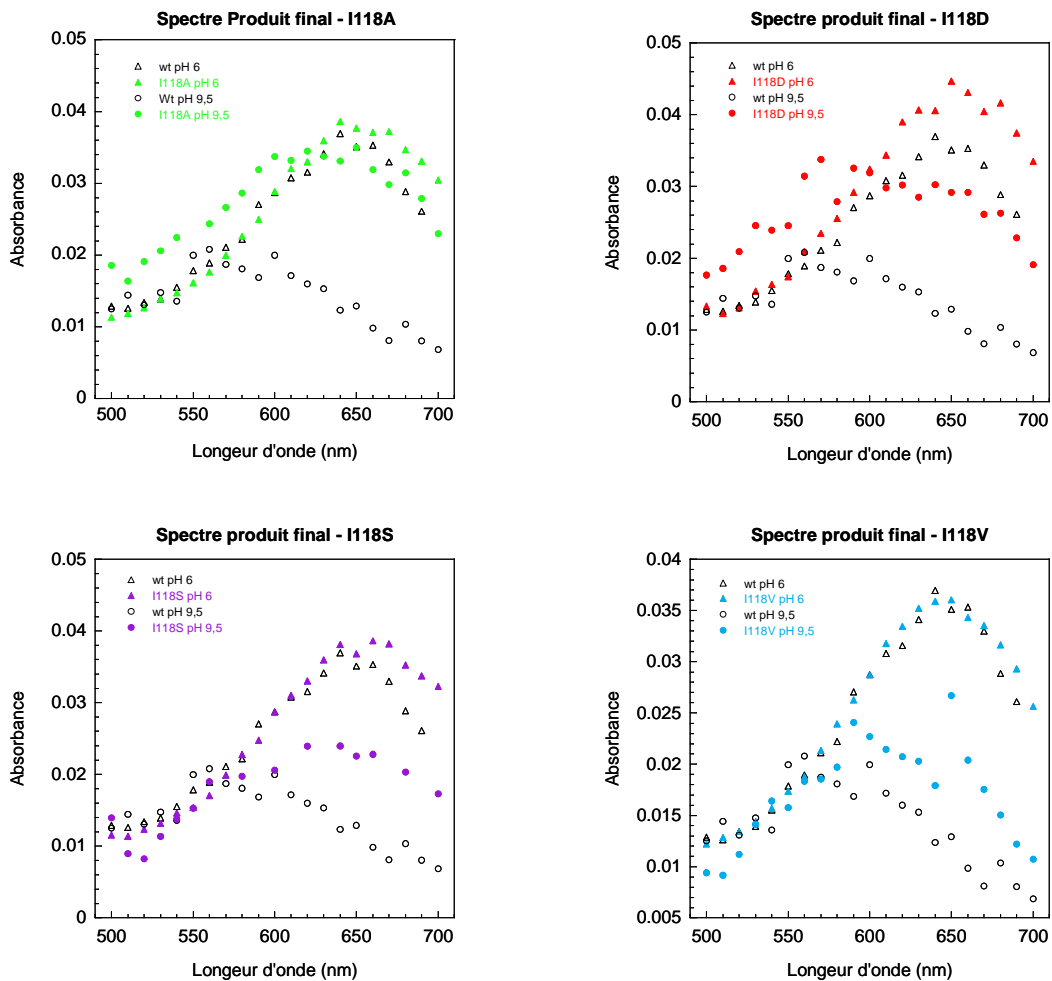 Spectre Produit final - I118A
0.05
0.04
0.03
0.02
0.01
0
wt pH 6
I118A pH 6
Wt pH 9,5
I118A pH 9,5
Absorbance
500
550
600
650
700
Longeur d'onde (nm)
Spectre produit final - I118D
0.05
0.04
0.03
0.02
0.01
0
wt pH 6
I118D pH 6
wt pH 9,5
I118D pH 9,5
Absorbance
500
550
600
650
700
Longeur d'onde (nm)
Spectre produit final - I118S
0.05
0.04
0.03
0.02
0.01
0
wt pH 6
I118S pH 6
wt pH 9,5
I118S pH 9,5
Absorbance
500
550
600
650
700
Longeur d'onde (nm)
Spectre produit final - I118V
0.04
0.035
0.03
0.025
0.02
0.015
0.01
0.005
wt pH 6
I118V pH 6
wt pH 9,5
I118V pH 9,5
Absorbance
500
550
600
650
700
Longeur d'onde (nm)